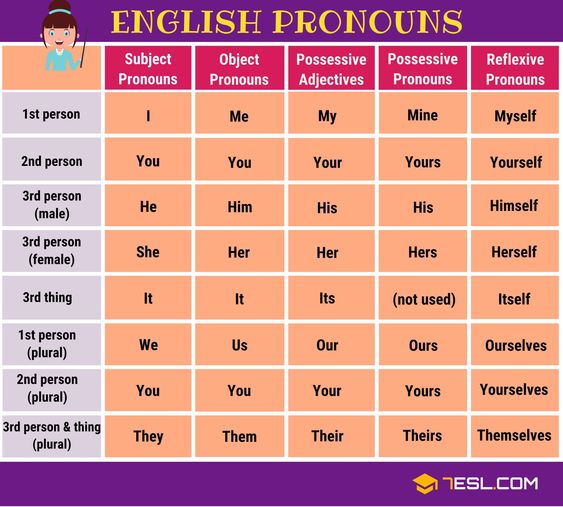 ENGLISH PRONOUNS
Subject Pronouns Object Pronouns Possessive Adjectives Possessive Pronouns Reflexive Pronouns
1st person I Me My Mine Myself
2nd person You You Your Yours Yourself
3rd person (male) He Him His His Himself
3rd person (female) She Her Her Hers Herself
3rd thing It It Its (not used) Itself
1st person (plural) We Us Our Ours Ourselves
2nd person (plural) You You Your Yours Yourselves
3rd person & thing (plural) They Them Their Theirs Themselves
7ESL.COM